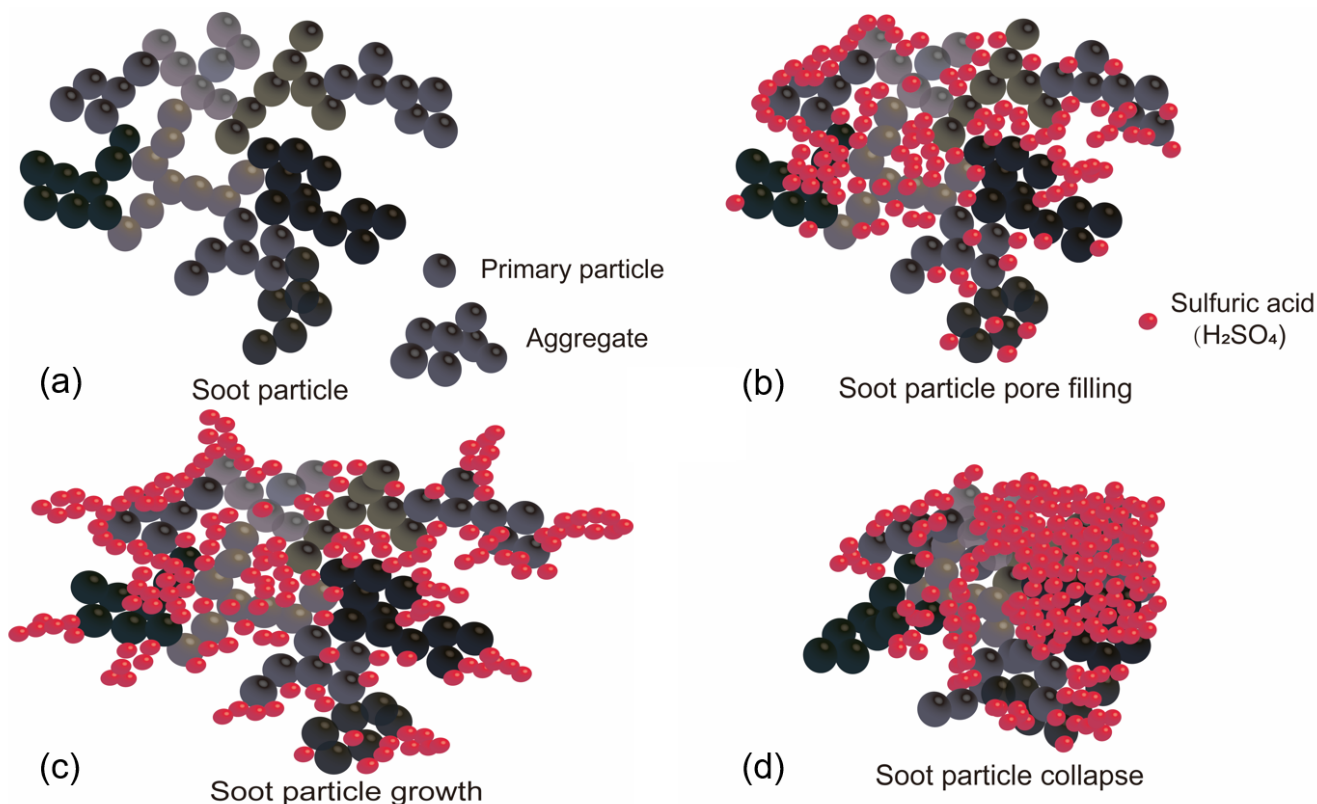 Primary particle
Aggregate
(a)
Soot particle
Sulfuric acid
(H₂SO₄)
(b)
Soot particle pore filling
(c)
Soot particle growth
(d)
Soot particle collapse